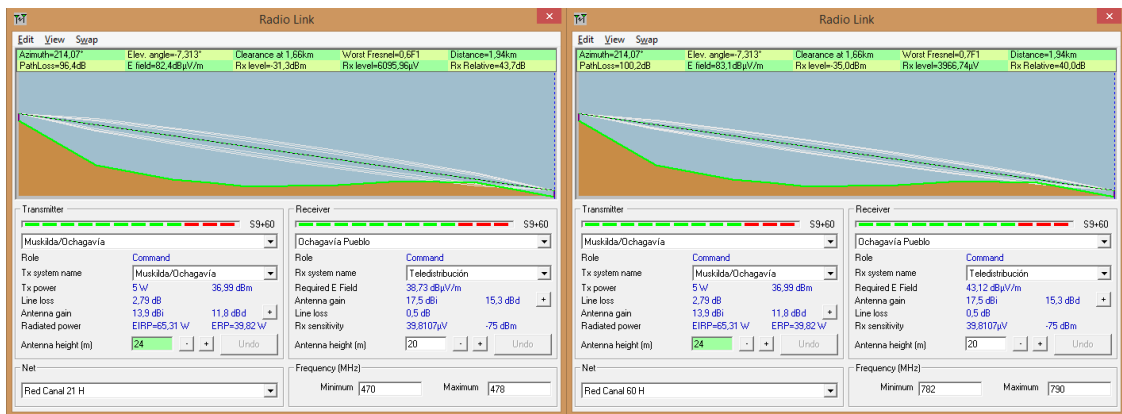 Radio Link
Edit View Swap
Azimuth=214,07° Elev. angle=-7,313° Clearance at 1,66km Worst Fresnel=0,6F1 Distance=1,94km
PathLoss=96,4dB E field=82,4dBµV/m Rx level=-31,3dBm Rx level=6095,96µV Rx Relative=43,7dB
Transmitter
S9+60
Muskilda/Ochagavía
Role Command
Tx system name Muskilda/Ochagavía
Tx power 5 W 36,99 dBm
Line loss 2,79 dB
Antenna gain 13,9 dBi 11,8 dBd +
Radiated power EIRP=65,31 W ERP=39,82 W
Antenna height (m) 24 - + Undo
Receiver
S9+60
Ochagavía Pueblo
Role Command
Rx system name Teledistribución
Required E Field 38,73 dBµV/m
Antenna gain 17,5 dBi 15,3 dBd +
Line loss 0,5 dB
Rx sensitivity 39,8107µV -75 dBm
Antenna height (m) 20 - + Undo
Net
Red Canal 21 H
Frequency (MHz)
Minimum 470 Maximum 478
Radio Link
Edit View Swap
Azimuth=214,07° Elev. angle=-7,313° Clearance at 1,66km Worst Fresnel=0,7F1 Distance=1,94km
PathLoss=100,2dB E field=83,1dBµV/m Rx level=-35,0dBm Rx level=3966,74µV Rx Relative=40,0dB
Transmitter
S9+60
Muskilda/Ochagavía
Role Command
Tx system name Muskilda/Ochagavía
Tx power 5 W 36,99 dBm
Line loss 2,79 dB
Antenna gain 13,9 dBi 11,8 dBd +
Radiated power EIRP=65,31 W ERP=39,82 W
Antenna height (m) 24 - + Undo
Receiver
S9+60
Ochagavía Pueblo
Role Command
Rx system name Teledistribución
Required E Field 43,12 dBµV/m
Antenna gain 17,5 dBi 15,3 dBd +
Line loss 0,5 dB
Rx sensitivity 39,8107µV -75 dBm
Antenna height (m) 20 - + Undo
Net
Red Canal 60 H
Frequency (MHz)
Minimum 782 Maximum 790